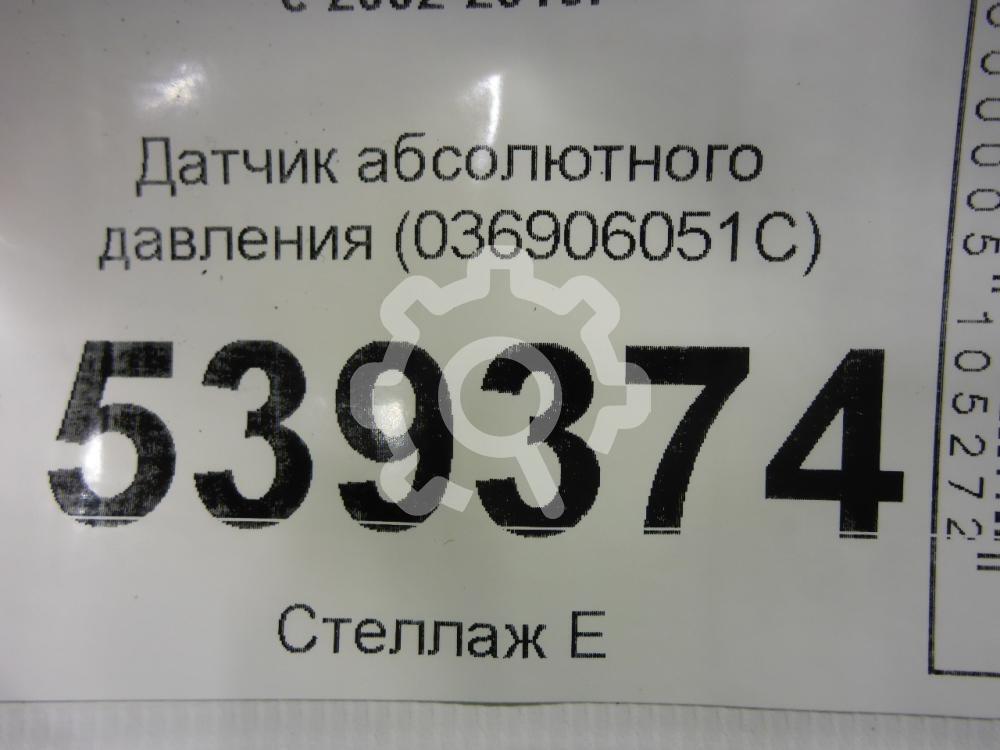 Датчик абсолютного
давления (036906051C)
539374
Стеллаж Е